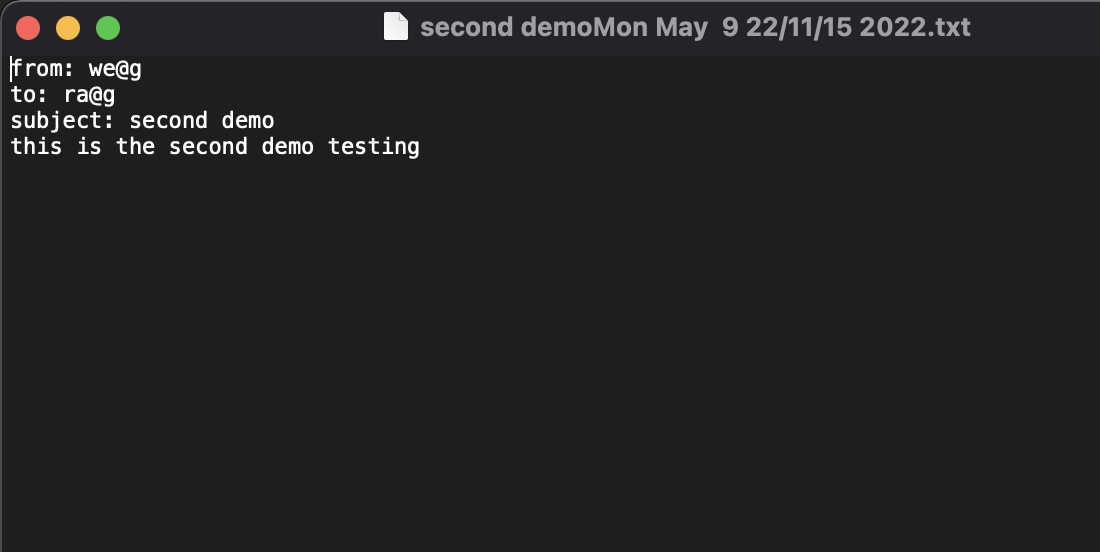 second demoMon May  9 22/11/15 2022.txt
from: we@g
to: ra@g
subject: second demo
this is the second demo testing